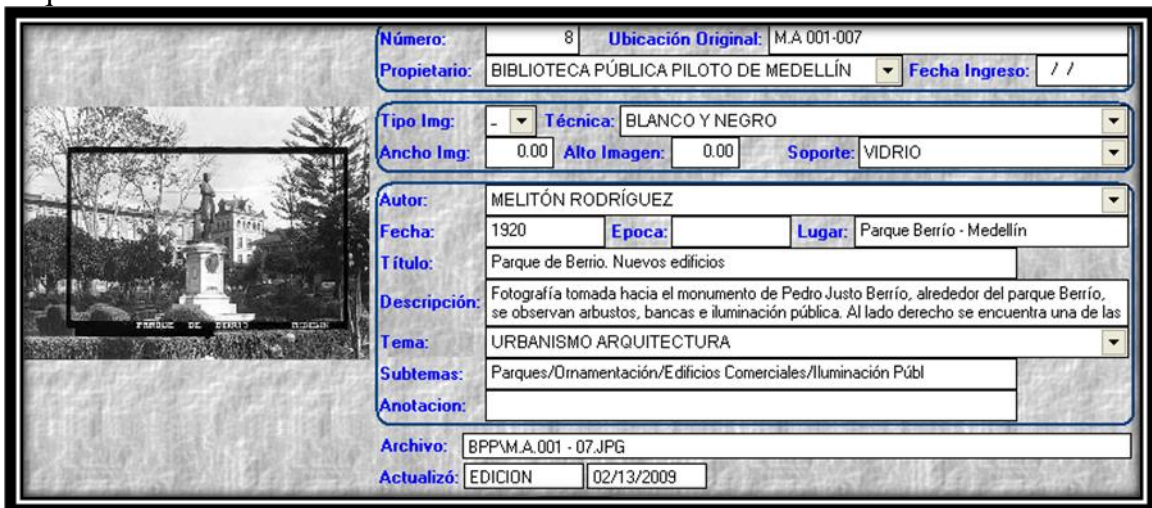 Número: 8 Ubicación Original: M.A 001-007
Propietario: BIBLIOTECA PÚBLICA PILOTO DE MEDELLÍN Fecha Ingreso: / /
Tipo Img: - Técnica: BLANCO Y NEGRO
Ancho Img: 0.00 Alto Imagen: 0.00 Soporte: VIDRIO
Autor: MELITÓN RODRÍGUEZ
Fecha: 1920 Epoca: Lugar: Parque Berrío - Medellín
Título: Parque de Berrio. Nuevos edificios
Descripción: Fotografía tomada hacia el monumento de Pedro Justo Berrío, alrededor del parque Berrío,
se observan arbustos, bancas e iluminación pública. Al lado derecho se encuentra una de las
Tema: URBANISMO ARQUITECTURA
Subtemas: Parques/Ornamentación/Edificios Comerciales/Iluminación Públ
Anotacion:
Archivo: BPP\M.A.001 - 07.JPG
Actualizó: EDICION 02/13/2009
PARQUE DE BERRIO MEDELLIN